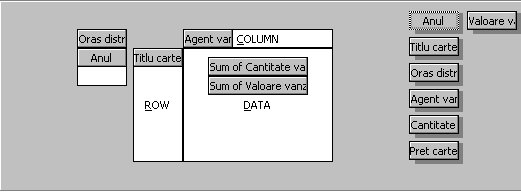 Anul Valoare v
Oras distr Agent var COLUMN Titlu carte
Anul Titlu carte Sum of Cantitate va Oras distr
Sum of Valoare vanz
ROW DATA Agent var
Cantitate
Pret carte